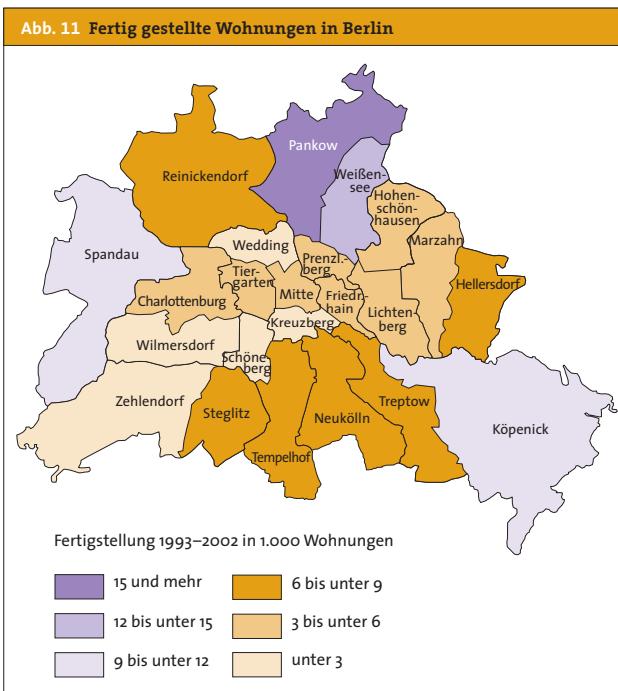 Abb. 11 Fertig gestellte Wohnungen in Berlin
Pankow
Reinickendorf
Weißen-
see
Hohen-
schön-
hausen
Wedding
Marzahn
Spandau
Prenzl.-
berg
Tier-
garten
Hellersdorf
Mitte
Friedr.-
hain
Charlottenburg
Lichten
berg
Kreuzberg
Wilmersdorf
Schöne-
berg
Zehlendorf
Steglitz
Treptow
Neukölln
Köpenick
Tempelhof
Fertigstellung 1993–2002 in 1.000 Wohnungen
15 und mehr
6 bis unter 9
12 bis unter 15
3 bis unter 6
9 bis unter 12
unter 3